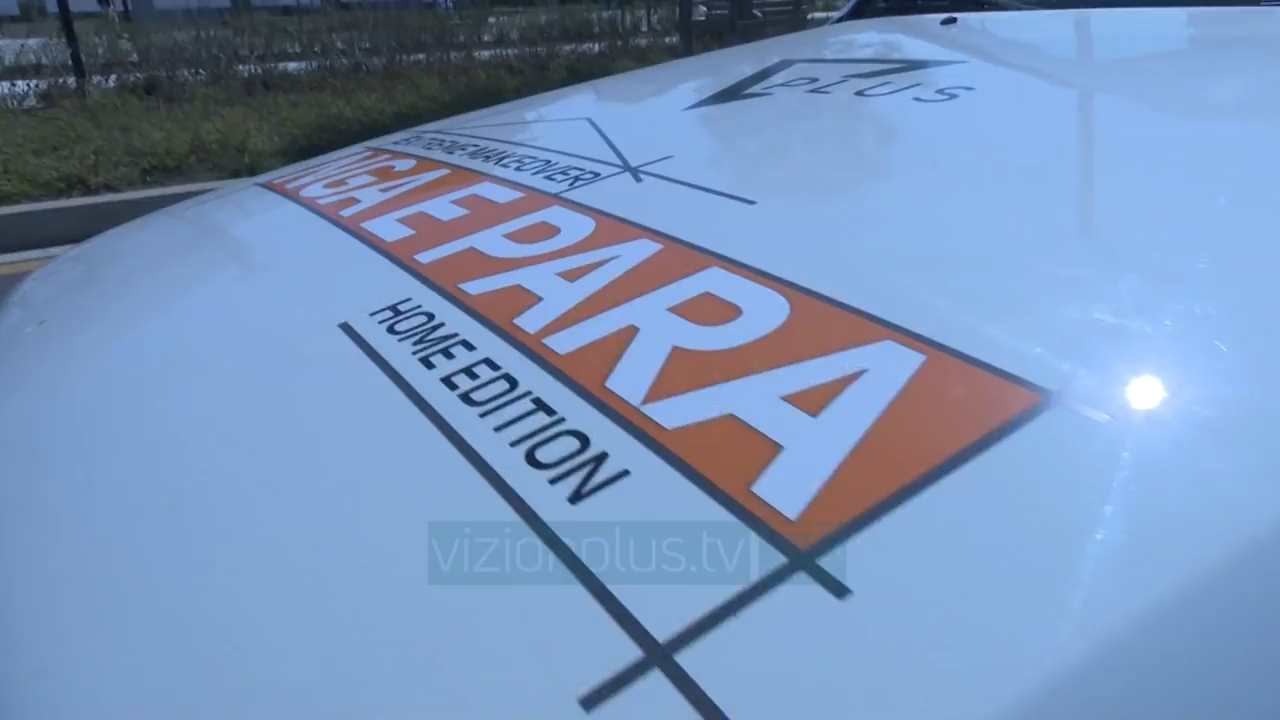 PLUS
EXTREME MAKEOVER
NGA E PARA
HOME EDITION
vizionplus.tv